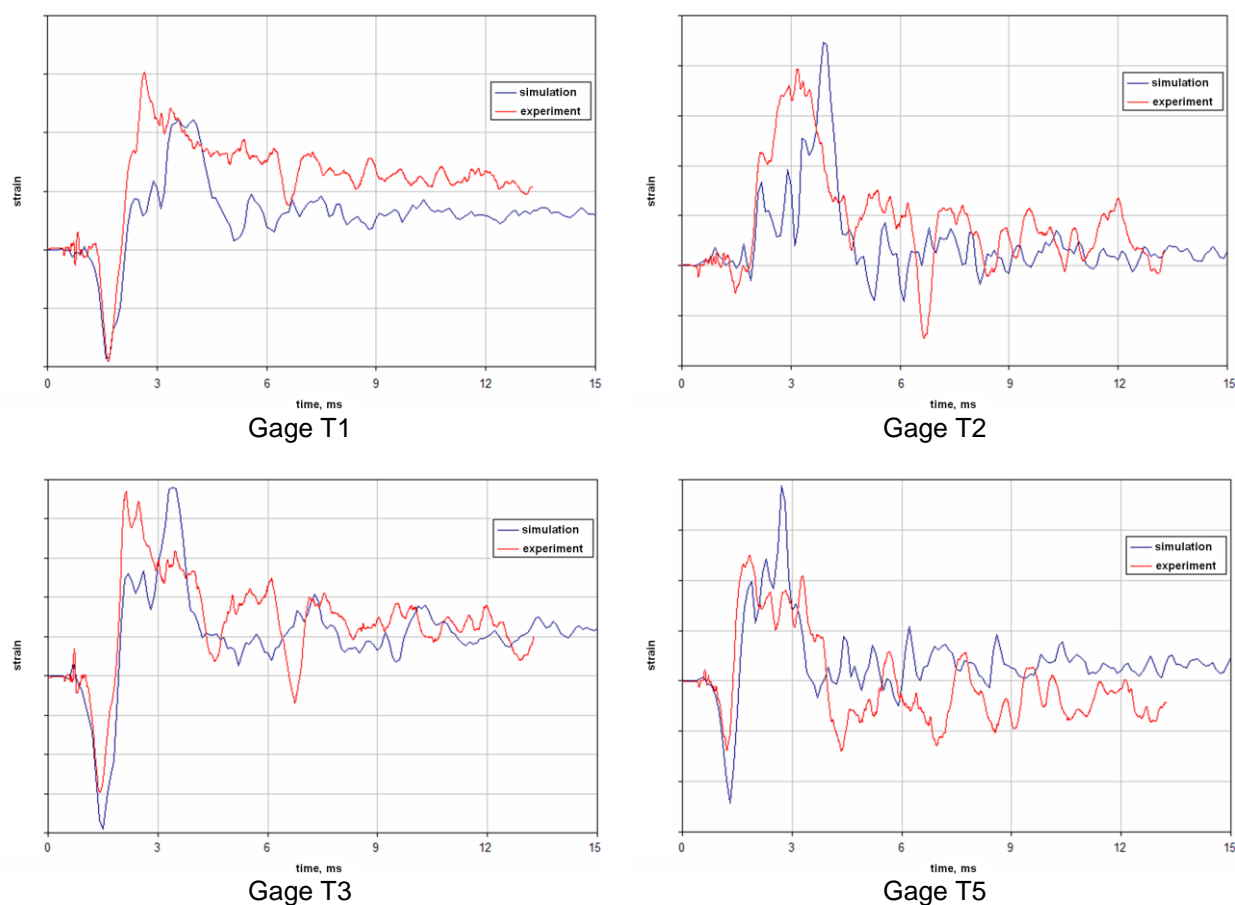 strain
simulation
experiment
0 3 6 9 12 15
time, ms
Gage T1
strain
simulation
experiment
0 3 6 9 12 15
time, ms
Gage T2
strain
simulation
experiment
0 3 6 9 12 15
time, ms
Gage T3
strain
simulation
experiment
0 3 6 9 12 15
time, ms
Gage T5